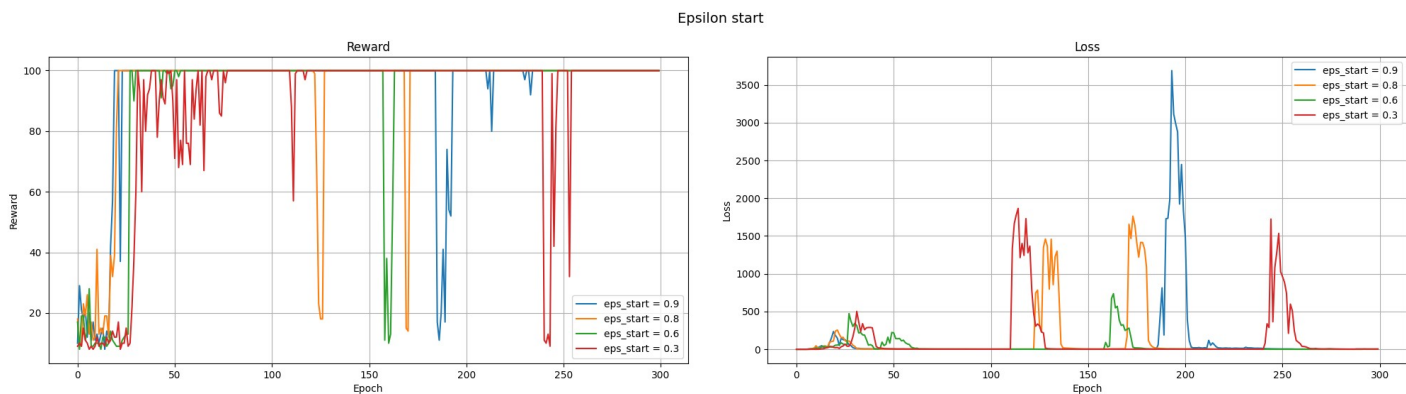 Epsilon start
Reward
100
80
60
40
20
Reward
0
50
100
150
200
250
300
Epoch
eps_start = 0.9
eps_start = 0.8
eps_start = 0.6
eps_start = 0.3
Loss
3500
3000
2500
2000
1500
1000
500
0
Loss
0
50
100
150
200
250
300
Epoch
eps_start = 0.9
eps_start = 0.8
eps_start = 0.6
eps_start = 0.3